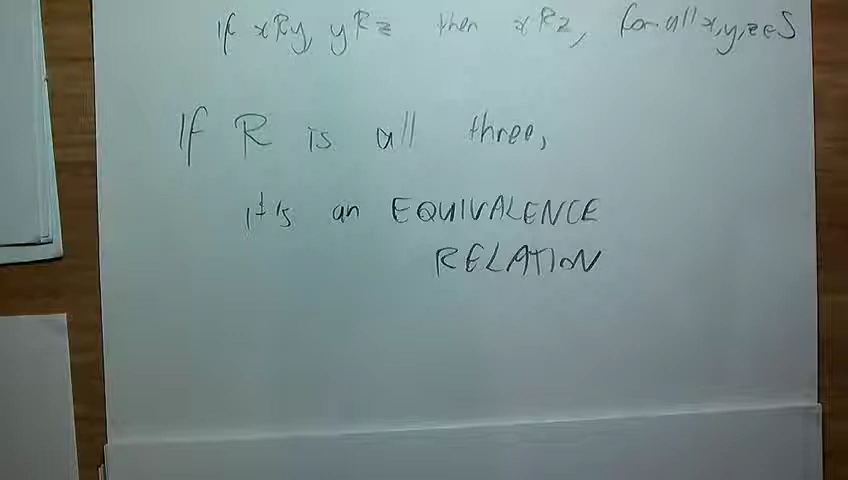 If xRy, yRz then xRz, for all x,y,z∈S
If R is all three,
it's an EQUIVALENCE
RELATION